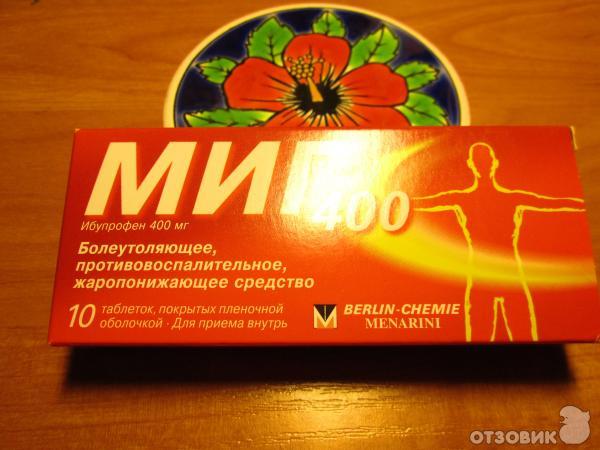 МИГ 400
Ибупрофен 400 мг
Болеутоляющее,
противовоспалительное,
жаропонижающее средство
10 таблеток, покрытых пленочной
оболочкой · Для приема внутрь
BERLIN-CHEMIE
MENARINI
ОТЗОВИК